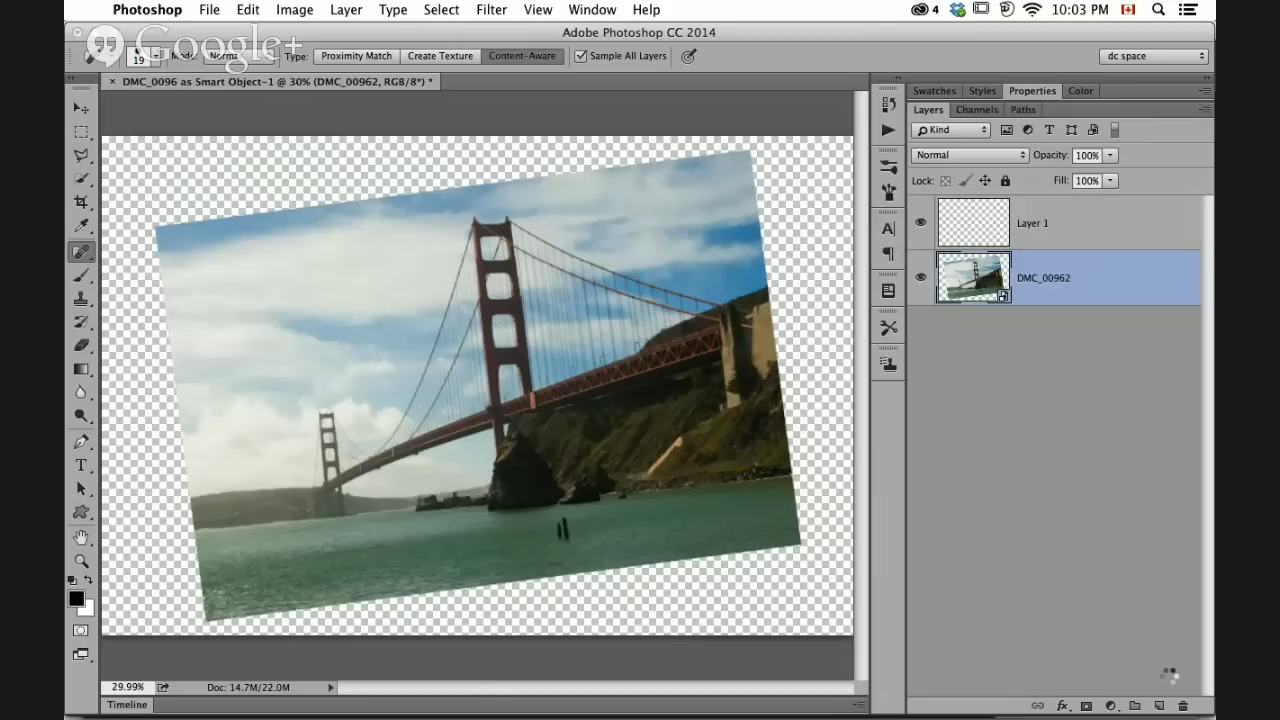 Photoshop File Edit Image Layer Type Select Filter View Window Help 4 10:03 PM
Adobe Photoshop CC 2014
Google+
19 Mode: Type: Proximity Match Create Texture Content-Aware Sample All Layers dc space
× DMC_0096 as Smart Object-1 @ 30% (DMC_00962, RGB/8*) *
Swatches Styles Properties Color
Layers Channels Paths
Kind
Normal Opacity: 100%
Lock: Fill: 100%
Layer 1
DMC_00962
29.99% Doc: 14.7M/22.0M
Timeline